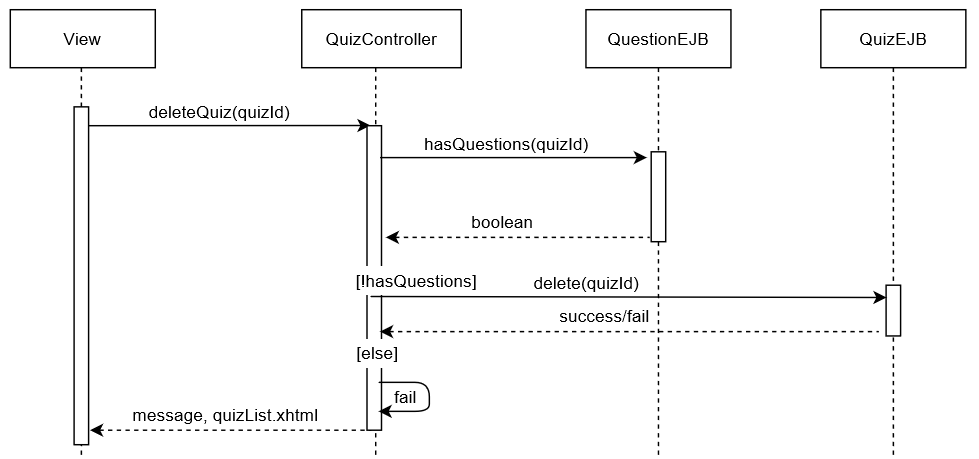 View
QuizController
QuestionEJB
QuizEJB
deleteQuiz(quizId)
hasQuestions(quizId)
boolean
[!hasQuestions]
delete(quizId)
success/fail
[else]
fail
message, quizList.xhtml